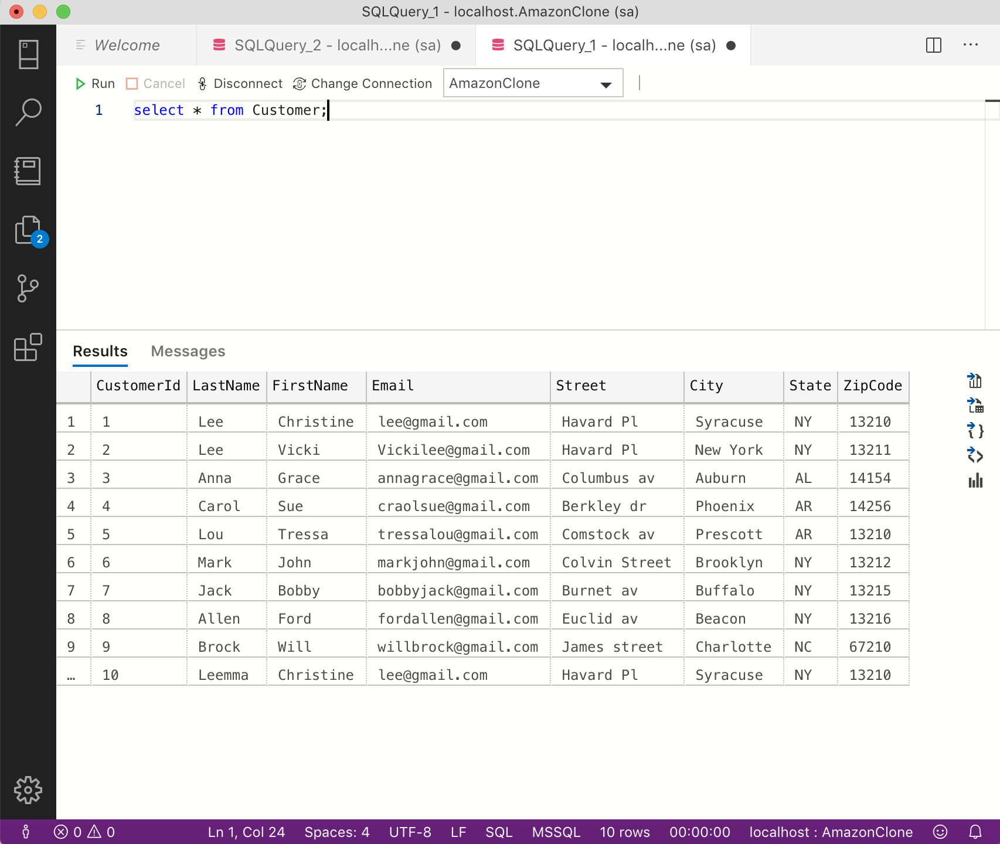 SQLQuery_1 - localhost.AmazonClone (sa)
Welcome SQLQuery_2 - localh...ne (sa) SQLQuery_1 - localh...ne (sa)
Run Cancel Disconnect Change Connection AmazonClone
1 select * from Customer;
2
Results Messages
CustomerId LastName FirstName Email Street City State ZipCode
1 1 Lee Christine lee@gmail.com Havard Pl Syracuse NY 13210
2 2 Lee Vicki Vickilee@gmail.com Havard Pl New York NY 13211
3 3 Anna Grace annagrace@gmail.com Columbus av Auburn AL 14154
4 4 Carol Sue craolsue@gmail.com Berkley dr Phoenix AR 14256
5 5 Lou Tressa tressalou@gmail.com Comstock av Prescott AR 13210
6 6 Mark John markjohn@gmail.com Colvin Street Brooklyn NY 13212
7 7 Jack Bobby bobbyjack@gmail.com Burnet av Buffalo NY 13215
8 8 Allen Ford fordallen@gmail.com Euclid av Beacon NY 13216
9 9 Brock Will willbrock@gmail.com James street Charlotte NC 67210
… 10 Leemma Christine lee@gmail.com Havard Pl Syracuse NY 13210
0 0 Ln 1, Col 24 Spaces: 4 UTF-8 LF SQL MSSQL 10 rows 00:00:00 localhost : AmazonClone